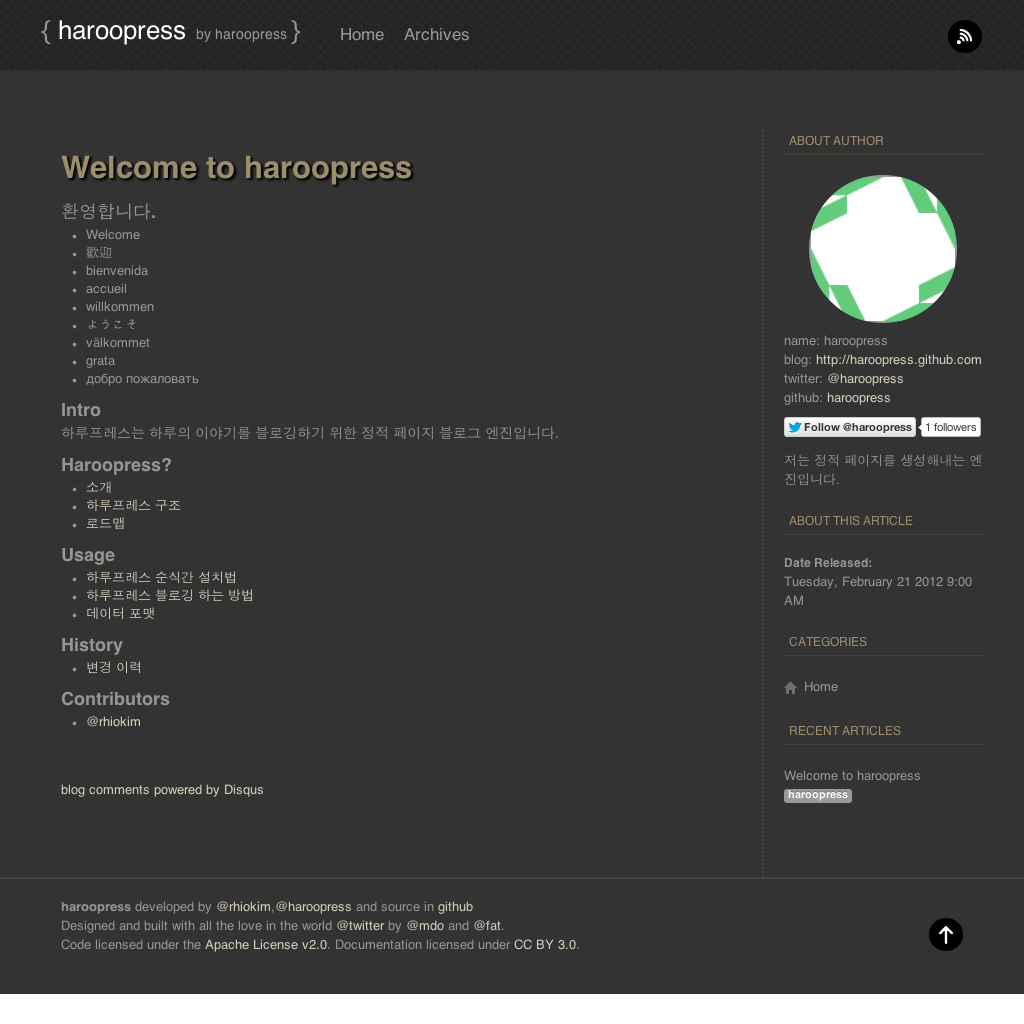 { haroopress by haroopress }
Home
Archives
Welcome to haroopress
환영합니다.
Welcome
歡迎
bienvenida
accueil
willkommen
ようこそ
välkommet
grata
добро пожаловать
Intro
하루프레스는 하루의 이야기를 블로깅하기 위한 정적 페이지 블로그 엔진입니다.
Haroopress?
소개
하루프레스 구조
로드맵
Usage
하루프레스 순식간 설치법
하루프레스 블로깅 하는 방법
데이터 포맷
History
변경 이력
Contributors
@rhiokim
blog comments powered by Disqus
ABOUT AUTHOR
name: haroopress
blog: http://haroopress.github.com
twitter: @haroopress
github: haroopress
Follow @haroopress 1 followers
저는 정적 페이지를 생성해내는 엔
진입니다.
ABOUT THIS ARTICLE
Date Released:
Tuesday, February 21 2012 9:00
AM
CATEGORIES
Home
RECENT ARTICLES
Welcome to haroopress
haroopress
haroopress developed by @rhiokim,@haroopress and source in github
Designed and built with all the love in the world @twitter by @mdo and @fat.
Code licensed under the Apache License v2.0. Documentation licensed under CC BY 3.0.